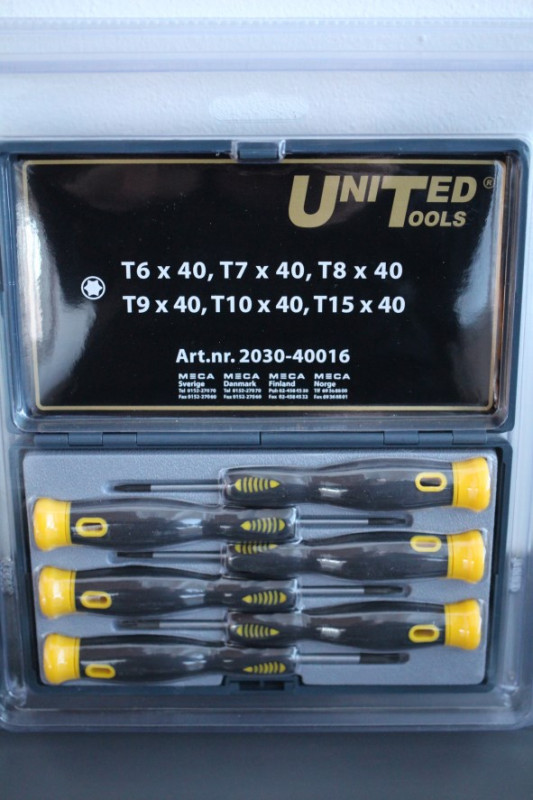 UNITED®
TOOLS
T6 x 40, T7 x 40, T8 x 40
T9 x 40, T10 x 40, T15 x 40
Art.nr. 2030-40016
MECA MECA MECA MECA
Sverige Danmark Finland Norge